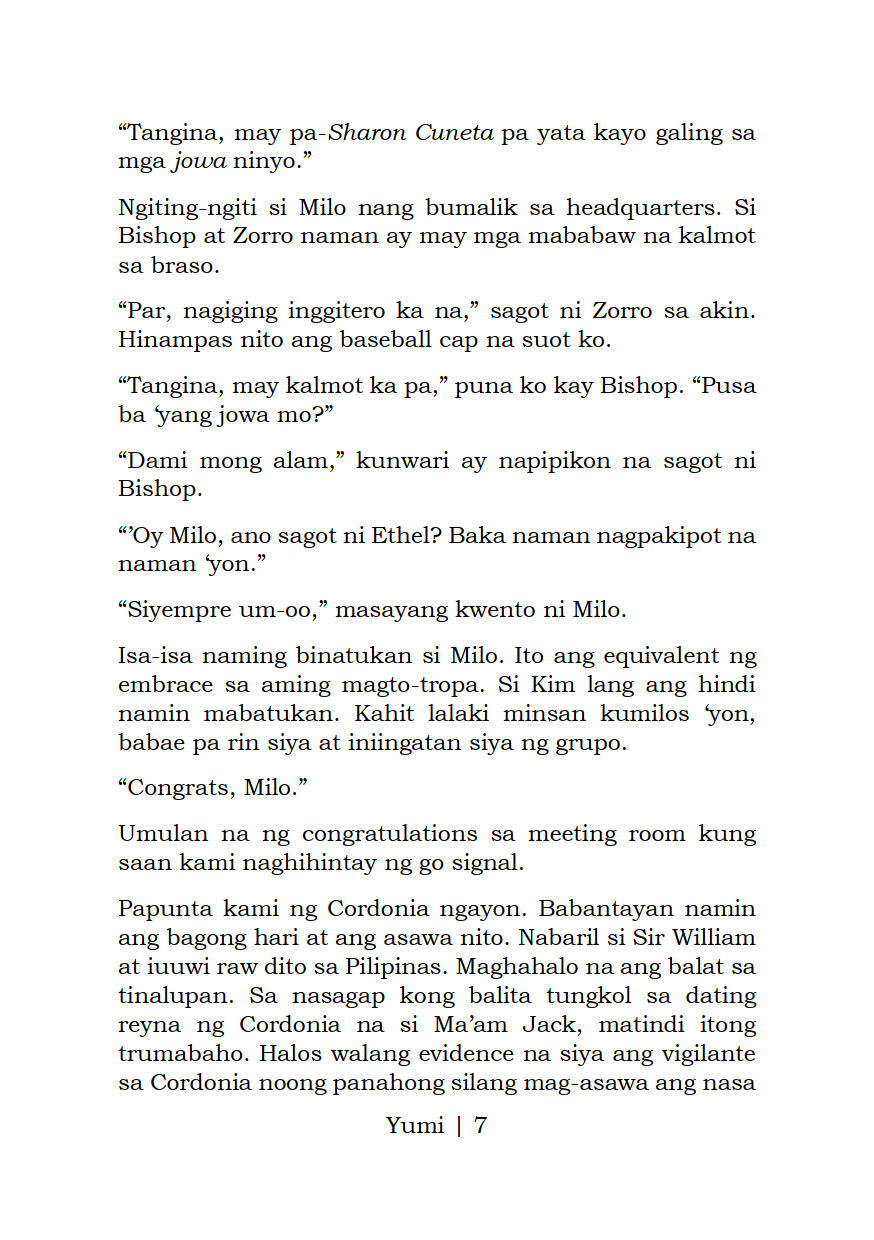 “Tangina, may pa-Sharon Cuneta pa yata kayo galing sa
mga jowa ninyo.”
Ngiting-ngiti si Milo nang bumalik sa headquarters. Si
Bishop at Zorro naman ay may mga mababaw na kalmot
sa braso.
“Par, nagiging inggitero ka na,” sagot ni Zorro sa akin.
Hinampas nito ang baseball cap na suot ko.
“Tangina, may kalmot ka pa,” puna ko kay Bishop. “Pusa
ba ‘yang jowa mo?”
“Dami mong alam,” kunwari ay napipikon na sagot ni
Bishop.
“’Oy Milo, ano sagot ni Ethel? Baka naman nagpakipot na
naman ‘yon.”
“Siyempre um-oo,” masayang kwento ni Milo.
Isa-isa naming binatukan si Milo. Ito ang equivalent ng
embrace sa aming magto-tropa. Si Kim lang ang hindi
namin mabatukan. Kahit lalaki minsan kumilos ‘yon,
babae pa rin siya at iniingatan siya ng grupo.
“Congrats, Milo.”
Umulan na ng congratulations sa meeting room kung
saan kami naghihintay ng go signal.
Papunta kami ng Cordonia ngayon. Babantayan namin
ang bagong hari at ang asawa nito. Nabaril si Sir William
at iuuwi raw dito sa Pilipinas. Maghahalo na ang balat sa
tinalupan. Sa nasagap kong balita tungkol sa dating
reyna ng Cordonia na si Ma’am Jack, matindi itong
trumabaho. Halos walang evidence na siya ang vigilante
sa Cordonia noong panahong silang mag-asawa ang nasa
Yumi | 7